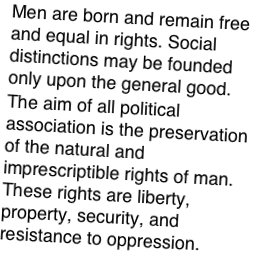 Men are born and remain free
and equal in rights. Social
distinctions may be founded
only upon the general good.
The aim of all political
association is the preservation
of the natural and
imprescriptible rights of man.
These rights are liberty,
property, security, and
resistance to oppression.